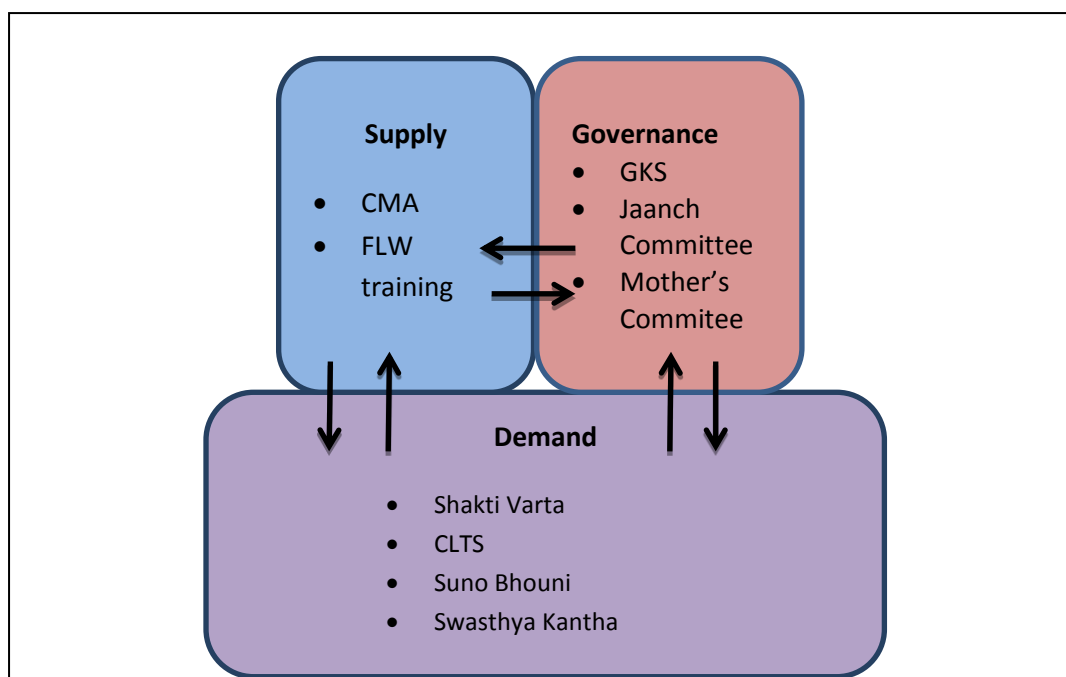 Supply
• CMA
• FLW
training
Governance
• GKS
• Jaanch
Committee
• Mother’s
Commitee
Demand
• Shakti Varta
• CLTS
• Suno Bhouni
• Swasthya Kantha